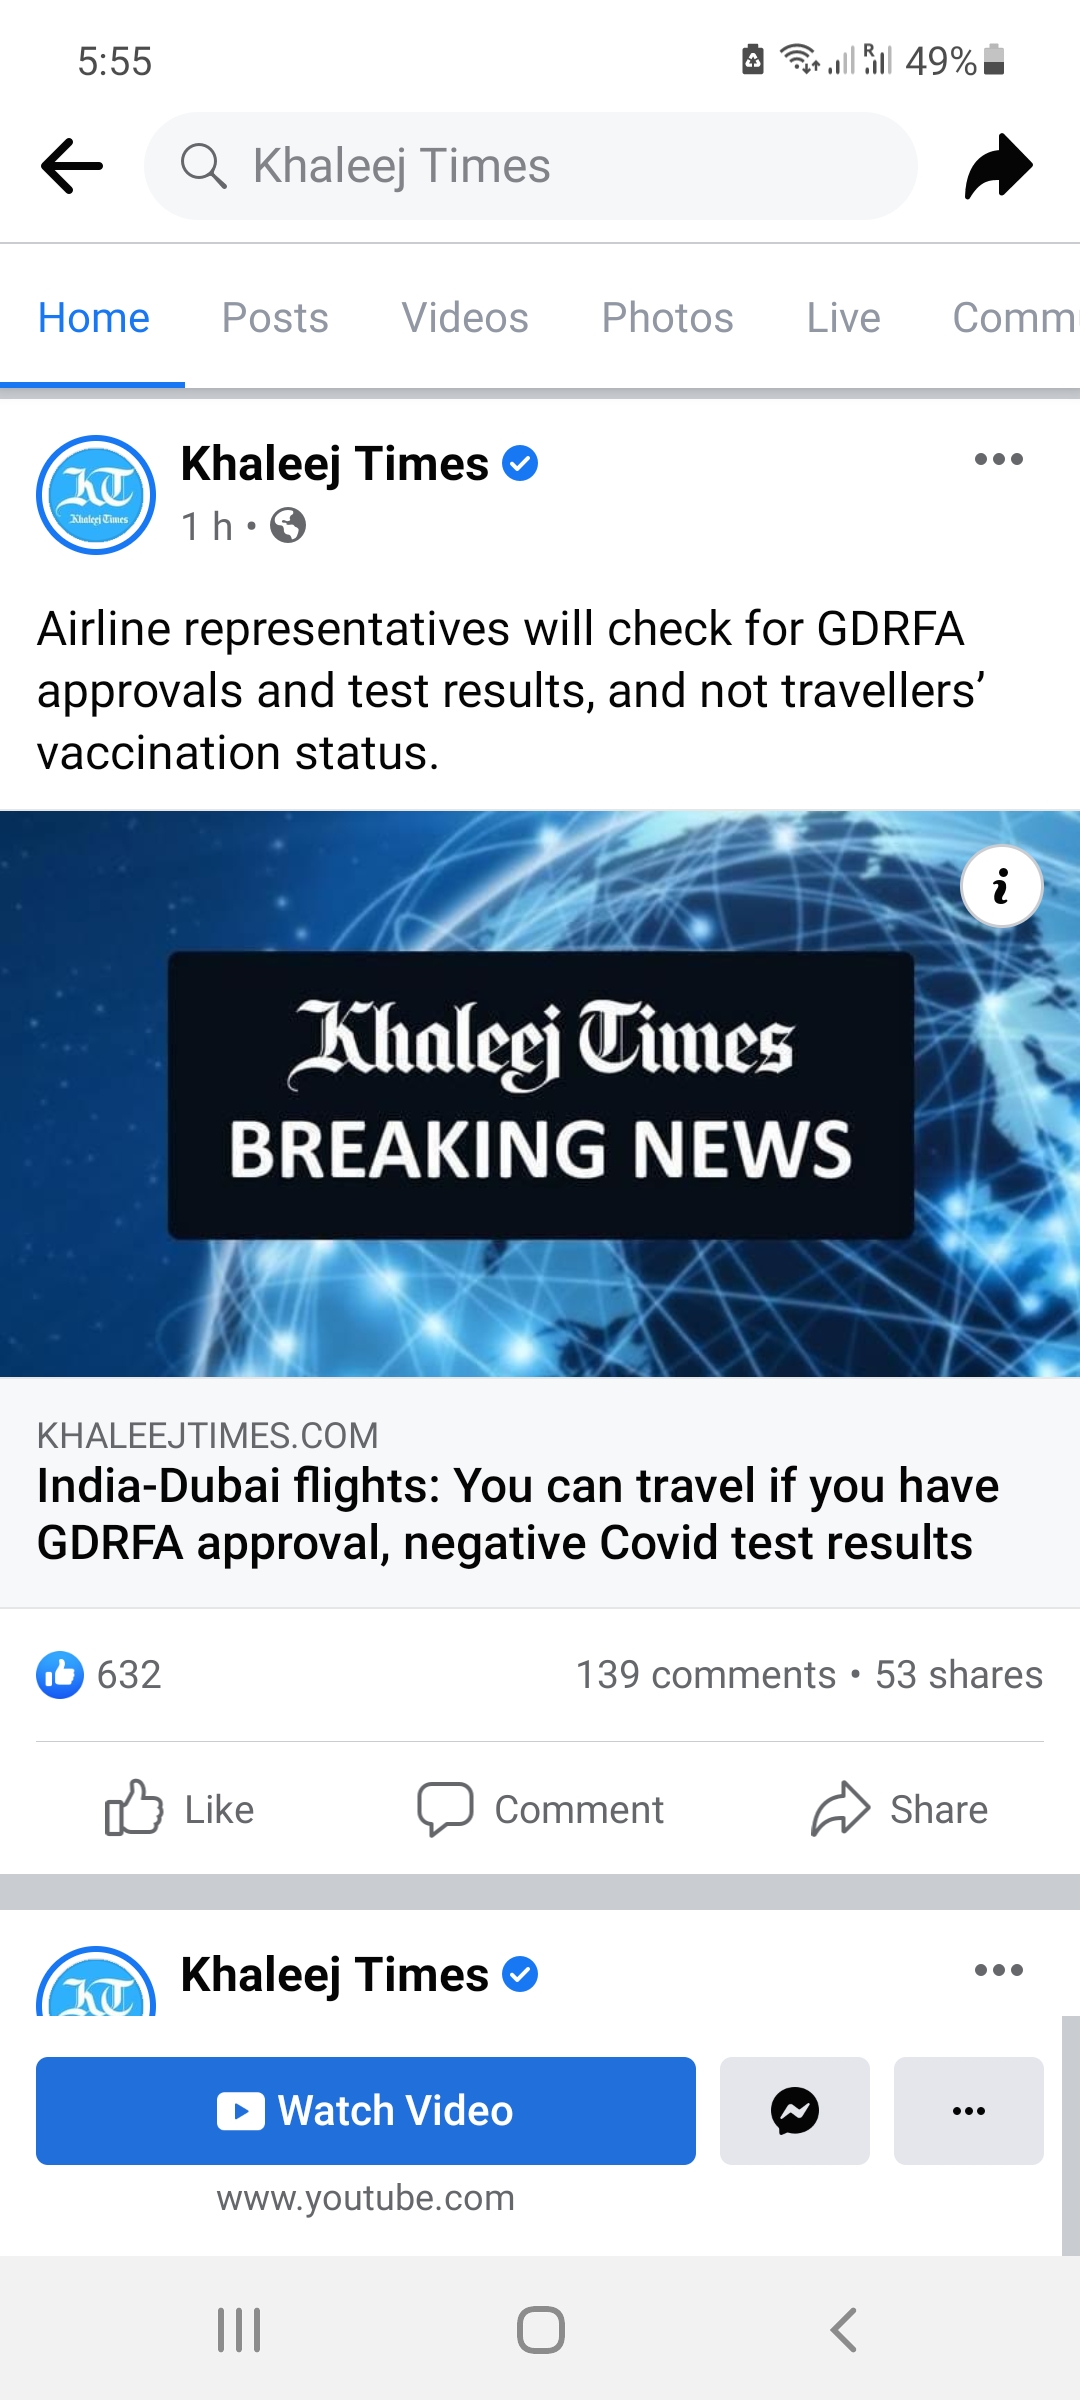 5:55
R
49%
Khaleej Times
Home Posts Videos Photos Live Comm
KT
Khaleej Times
Khaleej Times
1 h •
Airline representatives will check for GDRFA
approvals and test results, and not travellers’
vaccination status.
i
Khaleej Times
BREAKING NEWS
KHALEEJTIMES.COM
India-Dubai flights: You can travel if you have
GDRFA approval, negative Covid test results
632 139 comments • 53 shares
Like Comment Share
KT
Khaleej Times
Watch Video
www.youtube.com